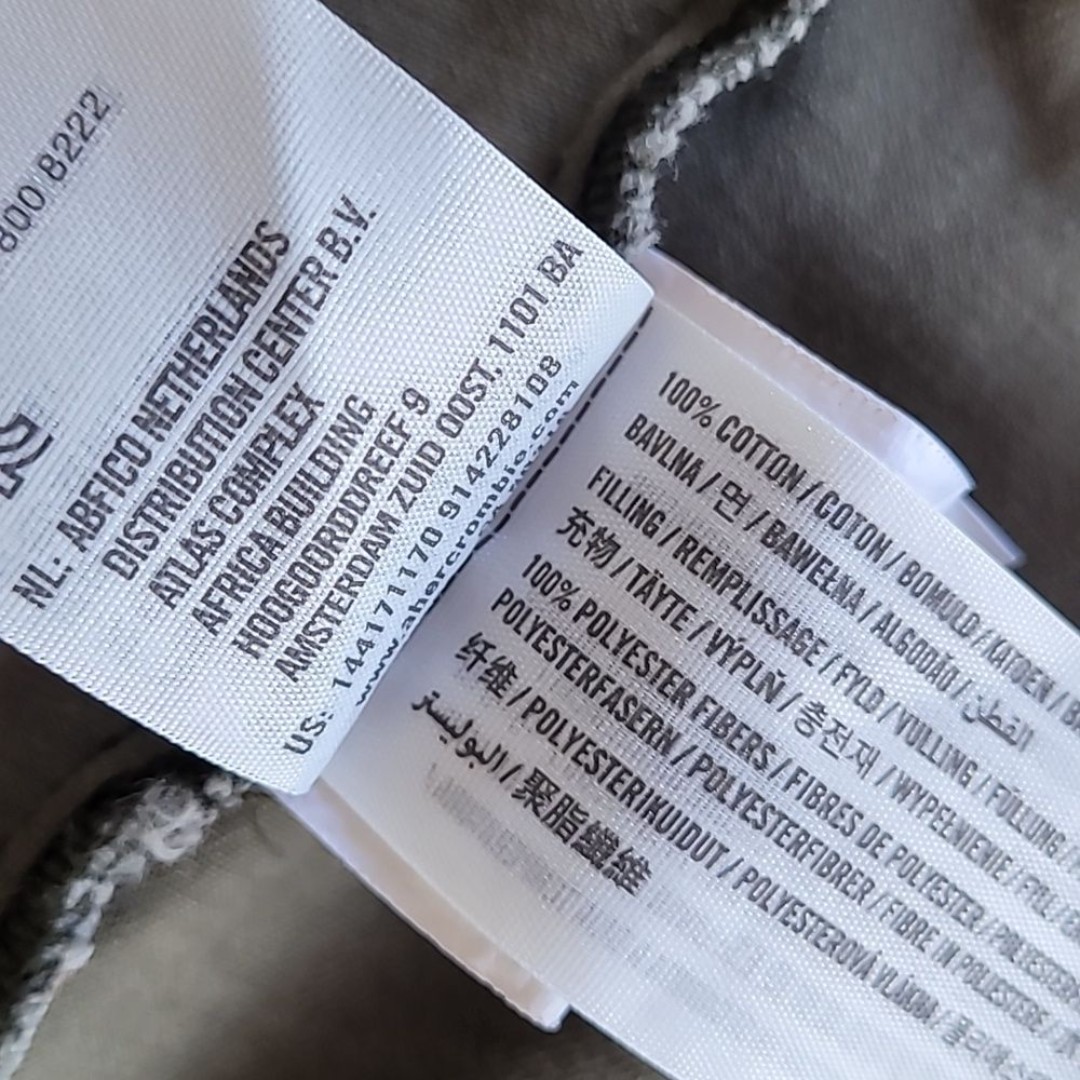 800 8222
NL: ABFICO NETHERLANDS
DISTRIBUTION CENTER B.V.
ATLAS COMPLEX
AFRICA BUILDING
HOOGOORDDREEF 9
AMSTERDAM ZUID OOST. 1101 BA
US: 144171170 914228108
www.abercrombie.com
100% COTTON / COTON / BOMULD / KATOEN /
BAVLNA / 면 / BAWEŁNA / ALGODÃO / القطن
FILLING / REMPLISSAGE / FYLD / VULLING / FÜLLUNG /
充物 / TÄYTE / VÝPLŇ / 충전재 / WYPEŁNIENIE / FILL /
100% POLYESTER FIBERS / FIBRES DE POLYESTER /
POLYESTERFASERN / POLYESTERFIBRER / FIBRE IN POLIESTERE /
纤维 / POLYESTERIKUIDUT / POLYESTEROVÁ VLÁKNA /
البوليستر / 聚脂纖維